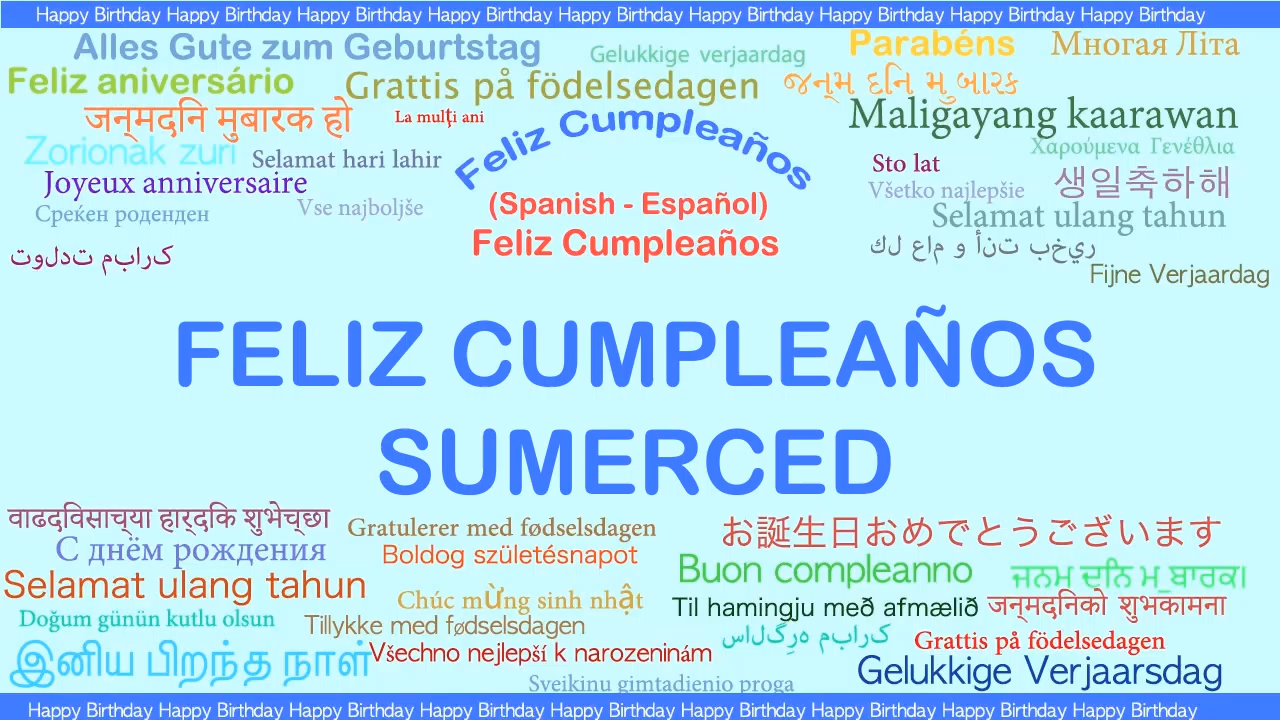 Happy Birthday Happy Birthday Happy Birthday Happy Birthday Happy Birthday Happy Birthday Happy Birthday Happy Birthday Happy Birthday
Alles Gute zum Geburtstag
Gelukkige verjaardag
Parabéns
Многая Літа
Feliz aniversário
Grattis på födelsedagen
જન્મ દિન મુબારક
जन्मदिन मुबारक हो
La mulţi ani
Feliz Cumpleaños
Maligayang kaarawan
Zorionak zuri
Selamat hari lahir
Sto lat
Χαρούμενα Γενέθλια
Joyeux anniversaire
(Spanish - Español)
Všetko najlepšie
생일축하해
Среќен роденден
Vse najboljše
Selamat ulang tahun
Feliz Cumpleaños
تولدت مبارک
كل عام و أنت بخير
Fijne Verjaardag
FELIZ CUMPLEAÑOS
SUMERCED
वाढदिवसाच्या हार्दिक शुभेच्छा
Gratulerer med fødselsdagen
お誕生日おめでとうございます
С днём рождения
Boldog születésnapot
Buon compleanno
ਜਨਮ ਦਿਨ ਮੁਬਾਰਕ।
Selamat ulang tahun
Chúc mừng sinh nhật
Til hamingju með afmælið
जन्मदिनको शुभकामना
Doğum günün kutlu olsun
Tillykke med fødselsdagen
سالگرہ مبارک
Grattis på födelsedagen
இனிய பிறந்த நாள்
Všechno nejlepší k narozeninám
Gelukkige Verjaarsdag
Sveikinu gimtadienio proga
Happy Birthday Happy Birthday Happy Birthday Happy Birthday Happy Birthday Happy Birthday Happy Birthday Happy Birthday Happy Birthday